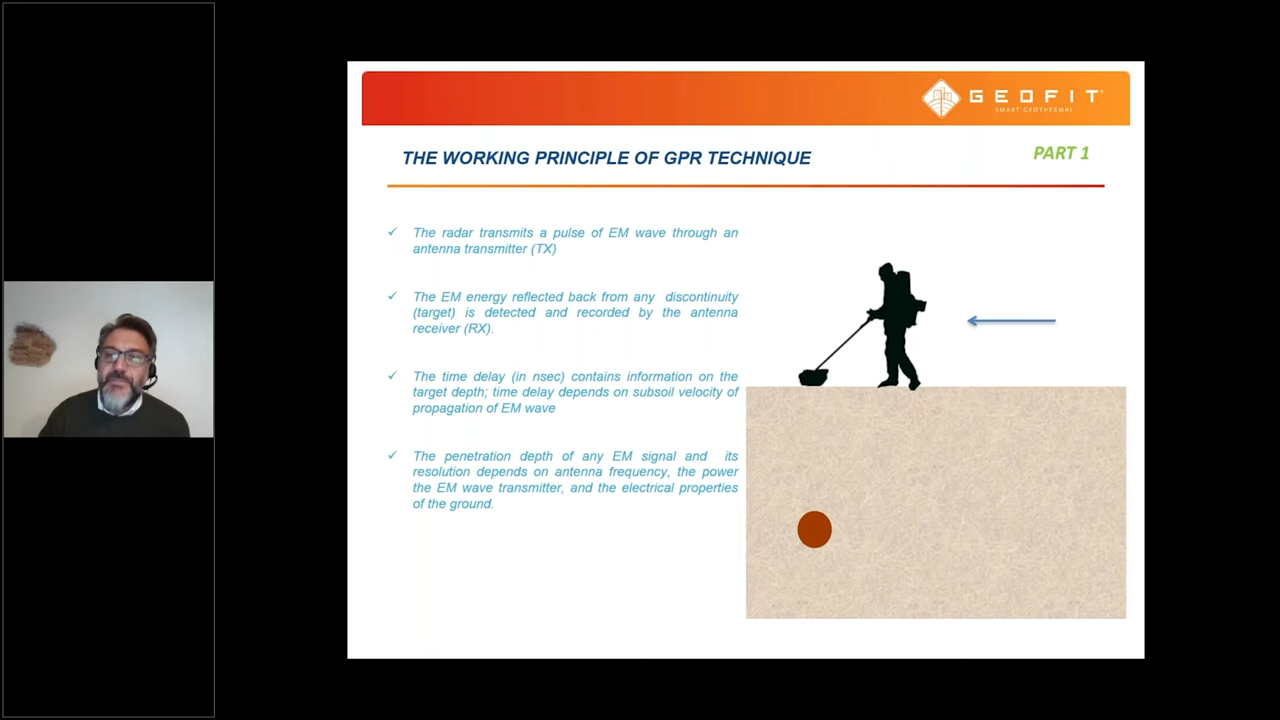 GEOFIT
SMART GEOTHERMAL
THE WORKING PRINCIPLE OF GPR TECHNIQUE
PART 1
The radar transmits a pulse of EM wave through an
antenna transmitter (TX)
The EM energy reflected back from any discontinuity
(target) is detected and recorded by the antenna
receiver (RX).
The time delay (in nsec) contains information on the
target depth; time delay depends on subsoil velocity of
propagation of EM wave
The penetration depth of any EM signal and its
resolution depends on antenna frequency, the power
the EM wave transmitter, and the electrical properties
of the ground.